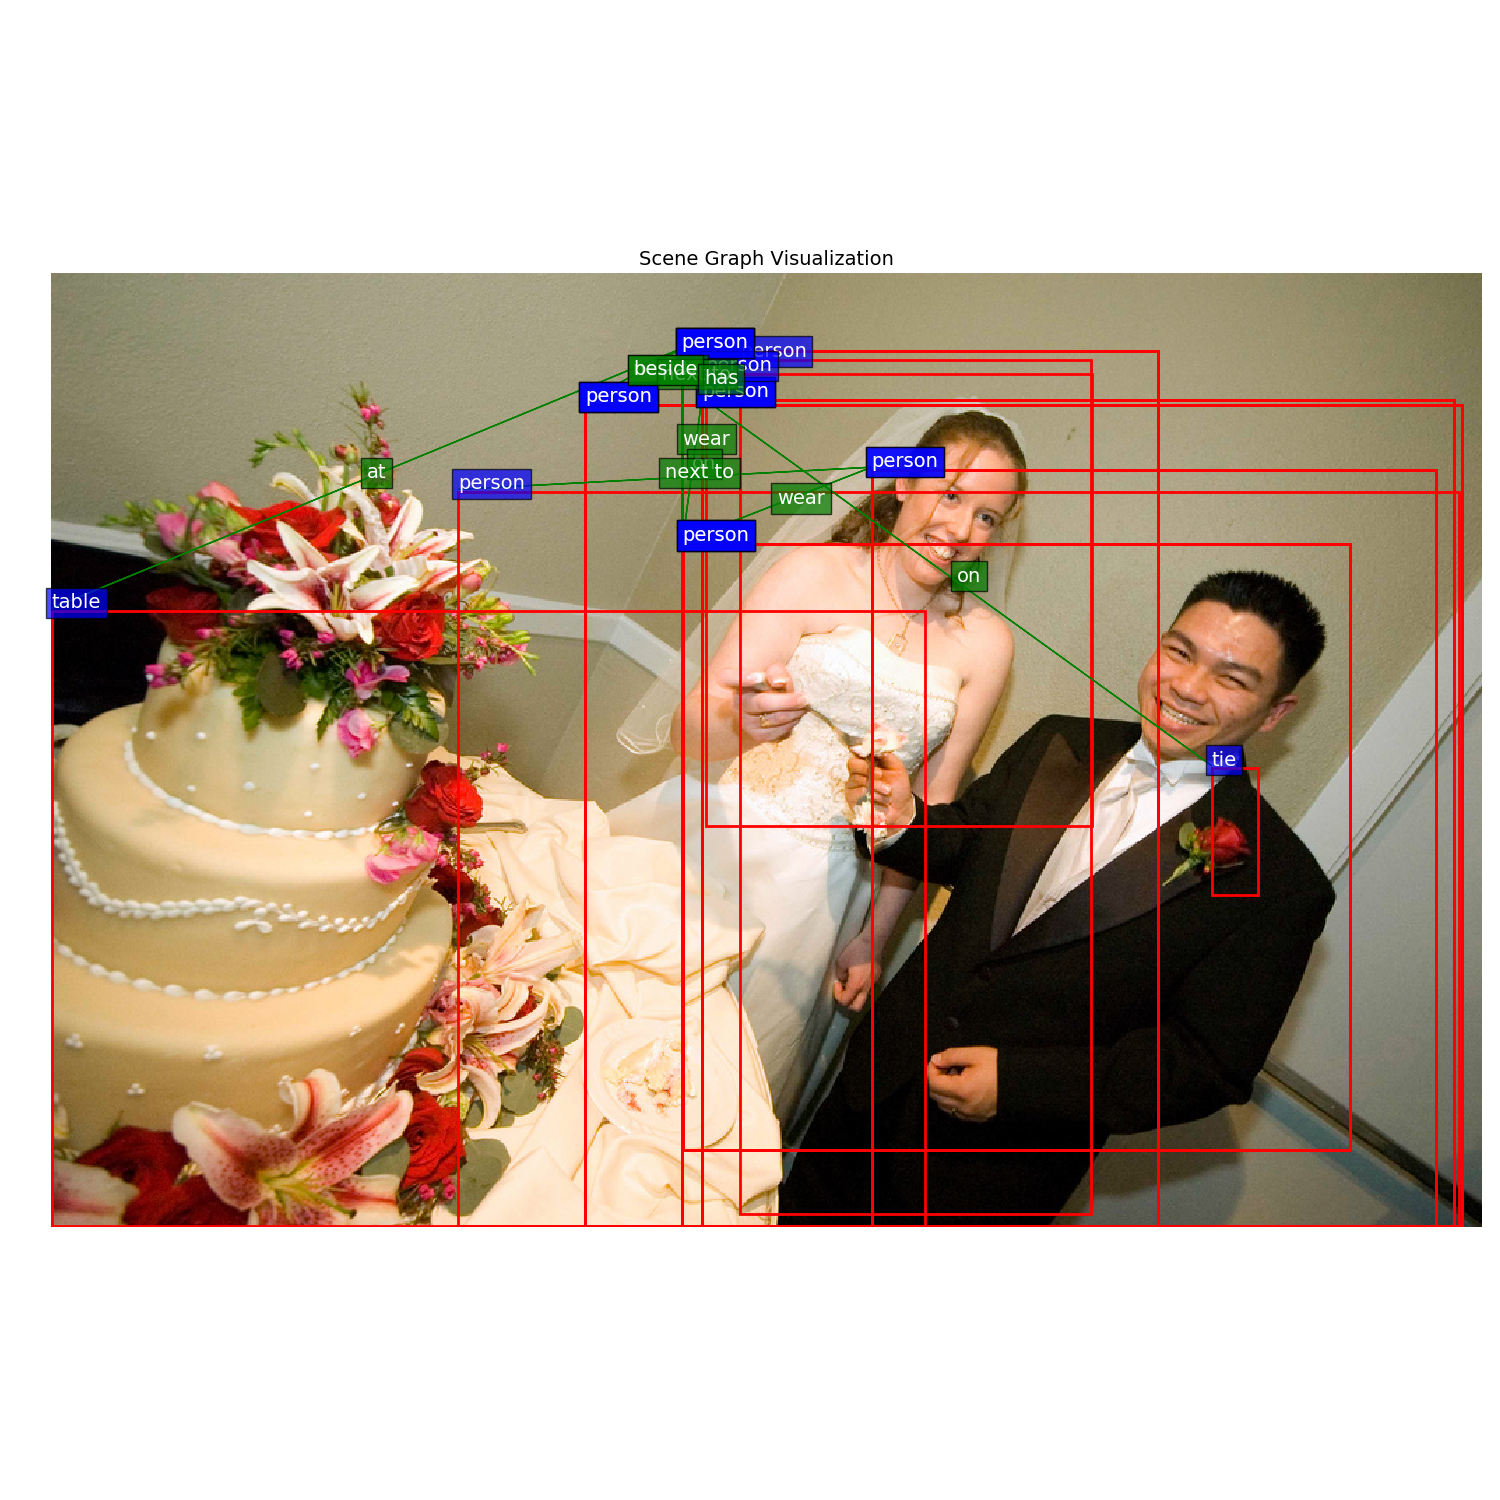 Scene Graph Visualization
person
erson
beside
son
has
person
person
wear
at
next to
person
person
wear
person
on
table
tie